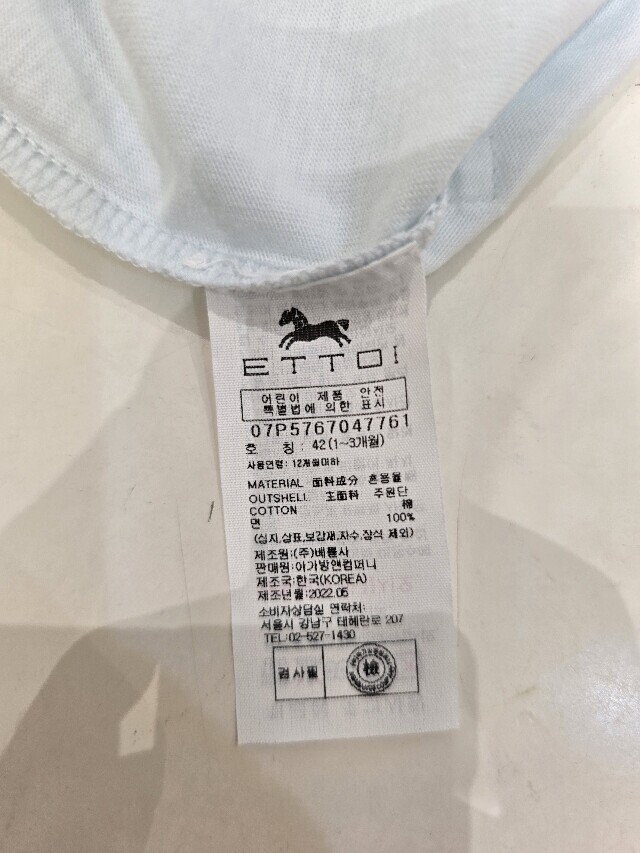 ETTOI
어린이 제품 안전
특별법에 의한 표시
07P5767047761
호 칭 : 42(1~3개월)
사용연령: 12개월미하
MATERIAL 面料成分 혼용율
OUTSHELL 主面料 주원단
COTTON 棉
면 100%
(심지,상표,보강재,자수,장식 제외)
제조원:(주)베틀사
판매원:아가방앤컴퍼니
제조국:한국(KOREA)
제조년월:2022.05
소비자상담실 연락처:
서울시 강남구 테헤란로 207
TEL:02-527-1430
검사필 檢